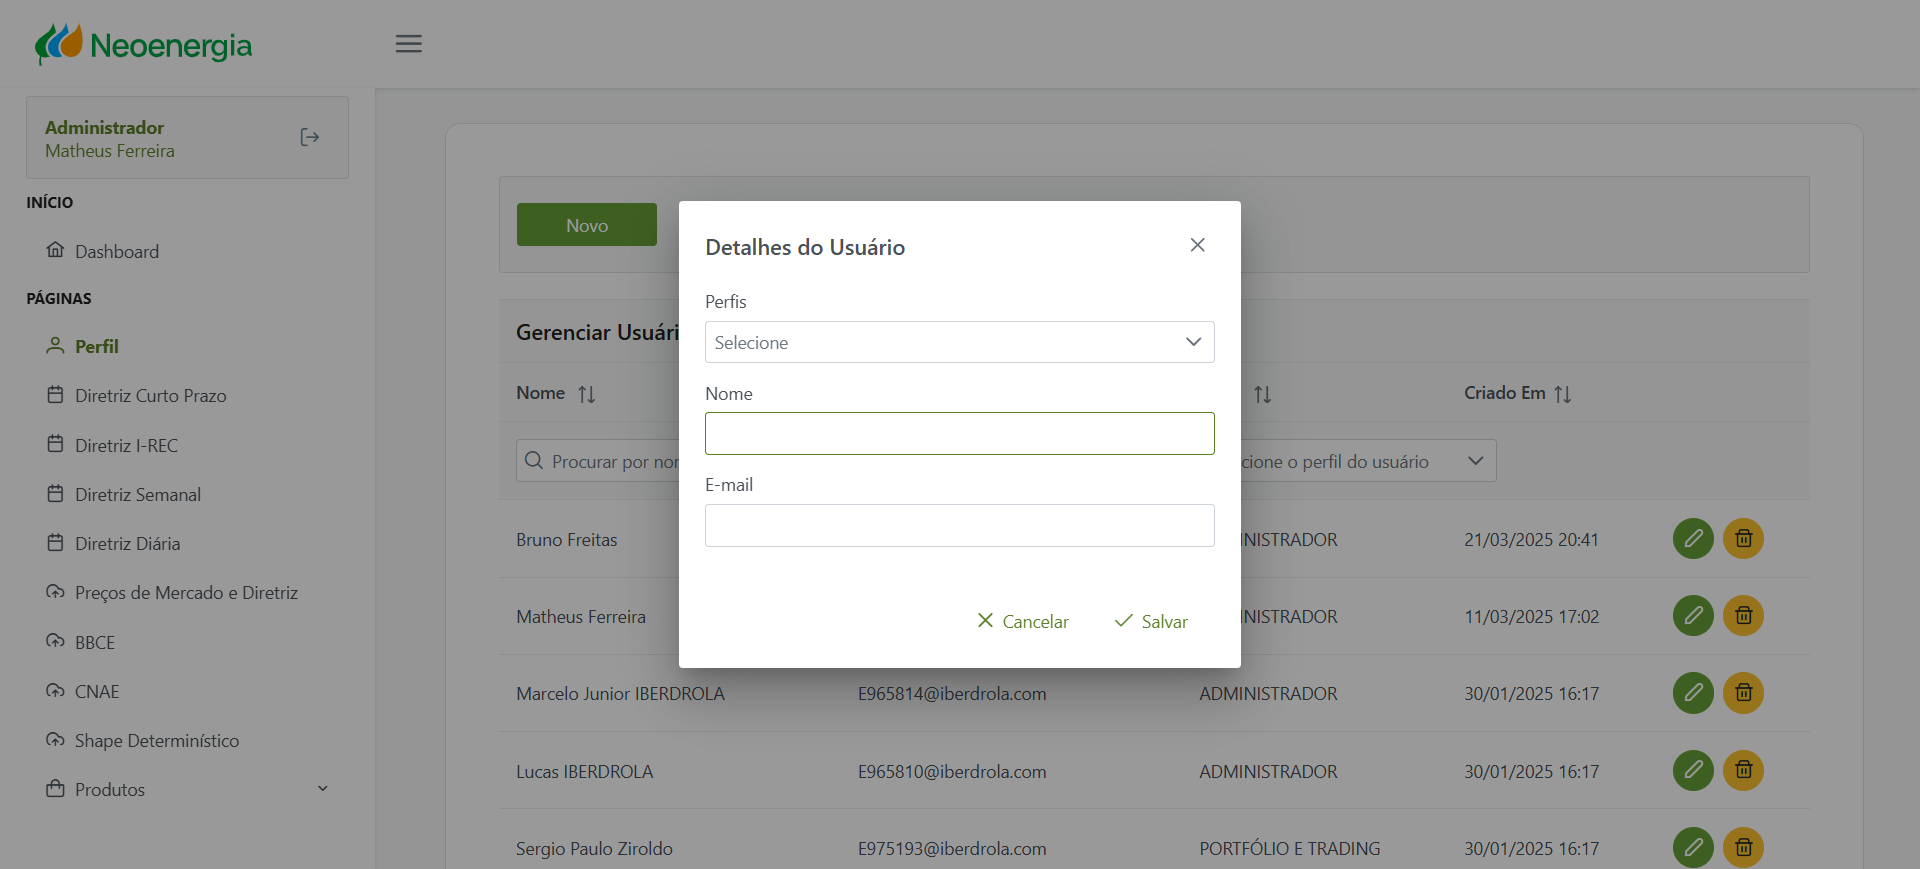 Neoenergia
Administrador
Matheus Ferreira
INÍCIO
Dashboard
PÁGINAS
Perfil
Diretriz Curto Prazo
Diretriz I-REC
Diretriz Semanal
Diretriz Diária
Preços de Mercado e Diretriz
BBCE
CNAE
Shape Determinístico
Produtos
Novo
Gerenciar
Nome
Criado Em
Procurar por
o perfil do usuário
Bruno Freitas
21/03/2025 20:41
Matheus Ferreira
11/03/2025 17:02
Marcelo Junior IBERDROLA E965814@iberdrola.com ADMINISTRADOR 30/01/2025 16:17
Lucas IBERDROLA E965810@iberdrola.com ADMINISTRADOR 30/01/2025 16:17
Sergio Paulo Ziroldo E975193@iberdrola.com PORTFÓLIO E TRADING 30/01/2025 16:17
Detalhes do Usuário
Perfis
Selecione
Nome
E-mail
Cancelar
Salvar